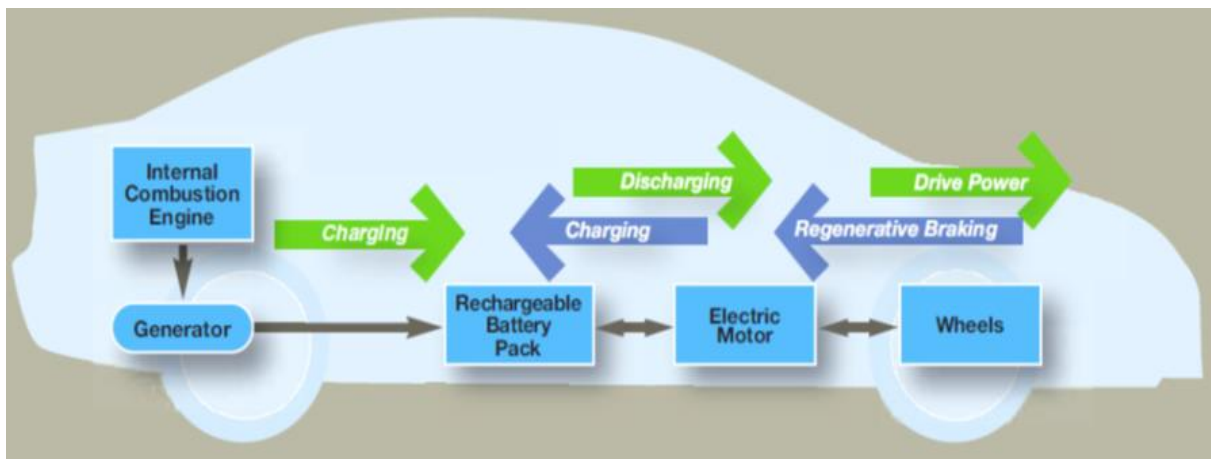 Internal
Combustion
Engine
Generator
Charging
Discharging
Charging
Drive Power
Regenerative Braking
Rechargeable
Battery
Pack
Electric
Motor
Wheels